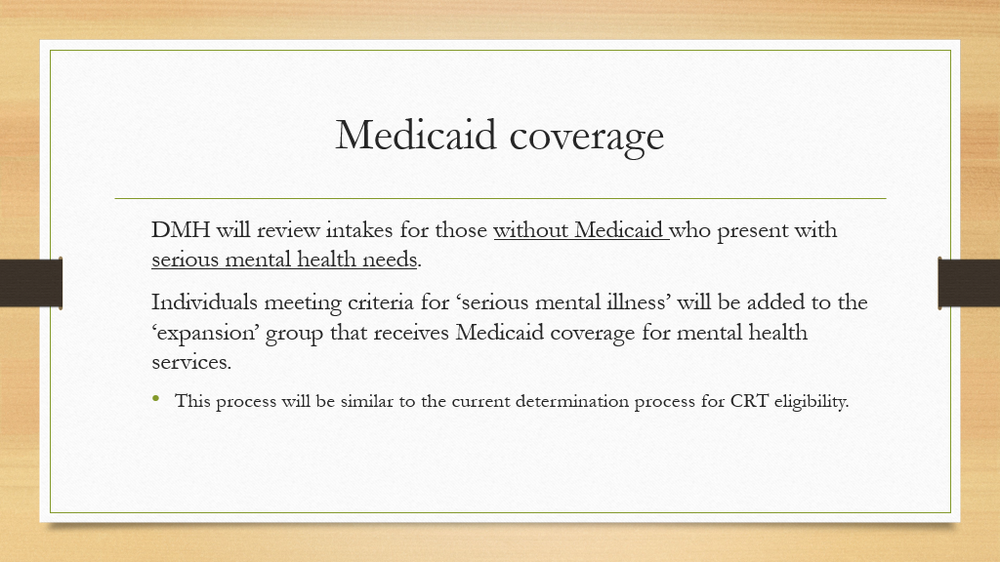 Medicaid coverage
DMH will review intakes for those without Medicaid who present with
serious mental health needs.
Individuals meeting criteria for ‘serious mental illness’ will be added to the
‘expansion’ group that receives Medicaid coverage for mental health
services.
• This process will be similar to the current determination process for CRT eligibility.